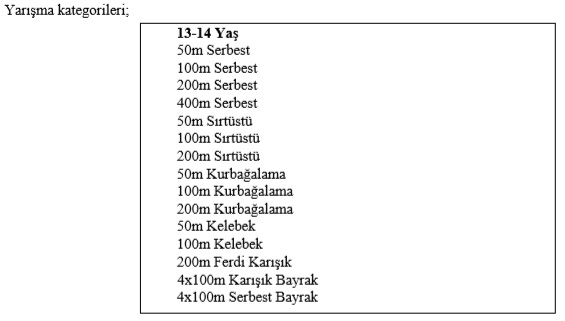 Yarışma kategorileri;
13-14 Yaş
50m Serbest
100m Serbest
200m Serbest
400m Serbest
50m Sırtüstü
100m Sırtüstü
200m Sırtüstü
50m Kurbağalama
100m Kurbağalama
200m Kurbağalama
50m Kelebek
100m Kelebek
200m Ferdi Karışık
4x100m Karışık Bayrak
4x100m Serbest Bayrak